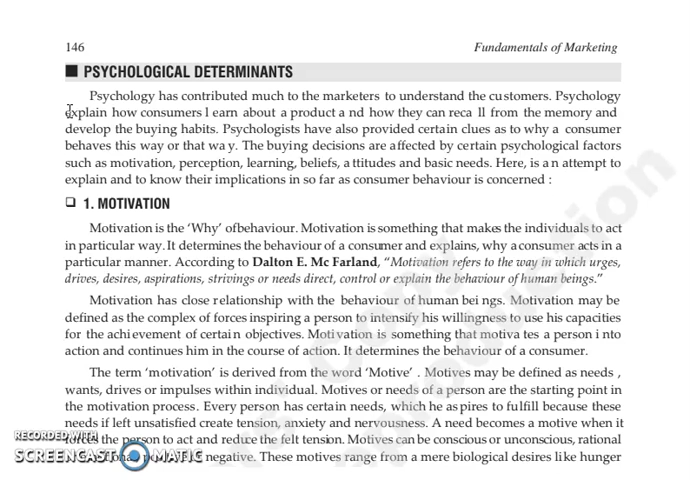 146
Fundamentals of Marketing
PSYCHOLOGICAL DETERMINANTS
Psychology has contributed much to the marketers to understand the customers. Psychology
explain how consumers l earn about a product a nd how they can reca ll from the memory and
develop the buying habits. Psychologists have also provided certain clues as to why a consumer
behaves this way or that wa y. The buying decisions are affected by certain psychological factors
such as motivation, perception, learning, beliefs, a ttitudes and basic needs. Here, is a n attempt to
explain and to know their implications in so far as consumer behaviour is concerned :
1. MOTIVATION
Motivation is the ‘Why’ of behaviour. Motivation is something that makes the individuals to act
in particular way. It determines the behaviour of a consumer and explains, why a consumer acts in a
particular manner. According to Dalton E. Mc Farland, “Motivation refers to the way in which urges,
drives, desires, aspirations, strivings or needs direct, control or explain the behaviour of human beings.”
Motivation has close relationship with the behaviour of human bei ngs. Motivation may be
defined as the complex of forces inspiring a person to intensify his willingness to use his capacities
for the achievement of certain objectives. Motivation is something that motiva tes a person i nto
action and continues him in the course of action. It determines the behaviour of a consumer.
The term ‘motivation’ is derived from the word ‘Motive’ . Motives may be defined as needs ,
wants, drives or impulses within individual. Motives or needs of a person are the starting point in
the motivation process. Every person has certain needs, which he aspires to fulfill because these
needs if left unsatisfied create tension, anxiety and nervousness. A need becomes a motive when it
forces the person to act and reduce the felt tension. Motives can be conscious or unconscious, rational
negative. These motives range from a mere biological desires like hunger
RECORDED WITH
SCREENCAST MATIC